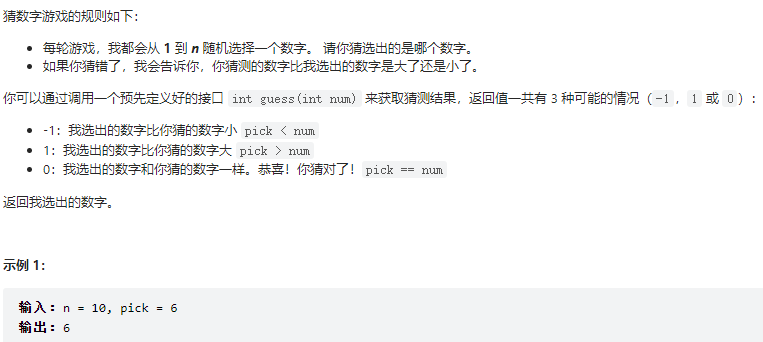 猜数字游戏的规则如下：
每轮游戏，我都会从 1 到 n 随机选择一个数字。 请你猜选出的是哪个数字。
如果你猜错了，我会告诉你，你猜测的数字比我选出的数字是大了还是小了。
你可以通过调用一个预先定义好的接口 int guess(int num) 来获取猜测结果，返回值一共有 3 种可能的情况（-1，1 或 0）：
-1：我选出的数字比你猜的数字小 pick < num
1：我选出的数字比你猜的数字大 pick > num
0：我选出的数字和你猜的数字一样。恭喜！你猜对了！pick == num
返回我选出的数字。
示例 1：
输入：n = 10, pick = 6
输出：6